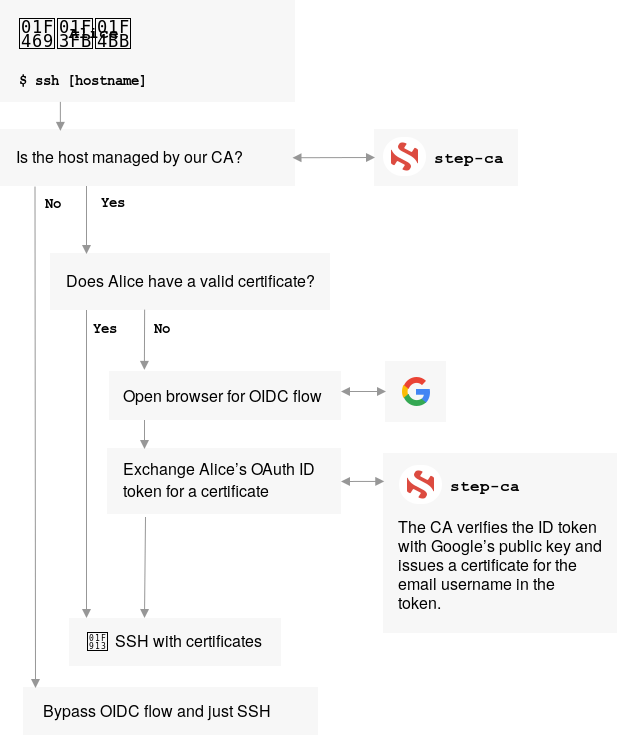 Alice
$ ssh [hostname]
Is the host managed by our CA?
step-ca
No
Yes
Does Alice have a valid certificate?
Yes
No
Open browser for OIDC flow
Exchange Alice’s OAuth ID
token for a certificate
step-ca
The CA verifies the ID token
with Google’s public key and
issues a certificate for the
email username in the
token.
SSH with certificates
Bypass OIDC flow and just SSH